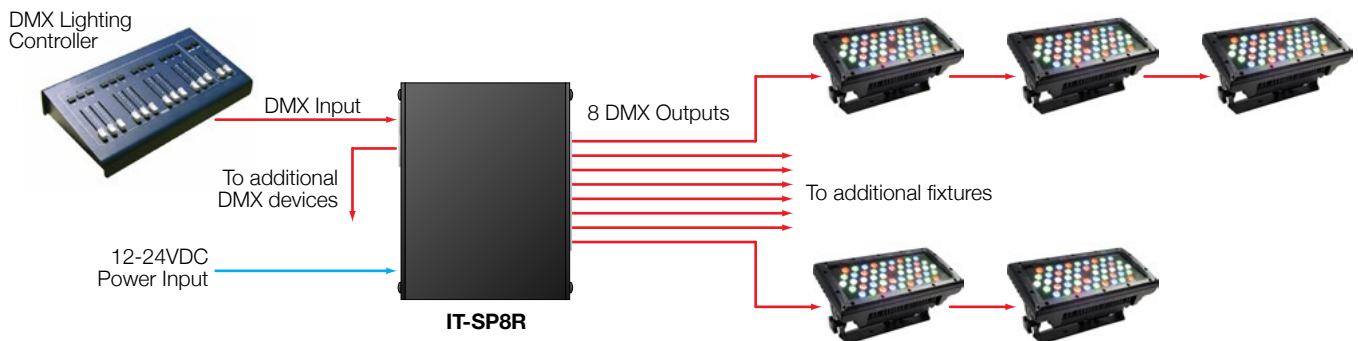 DMX Lighting
Controller
DMX Input
8 DMX Outputs
To additional
DMX devices
To additional fixtures
12-24VDC
Power Input
IT-SP8R